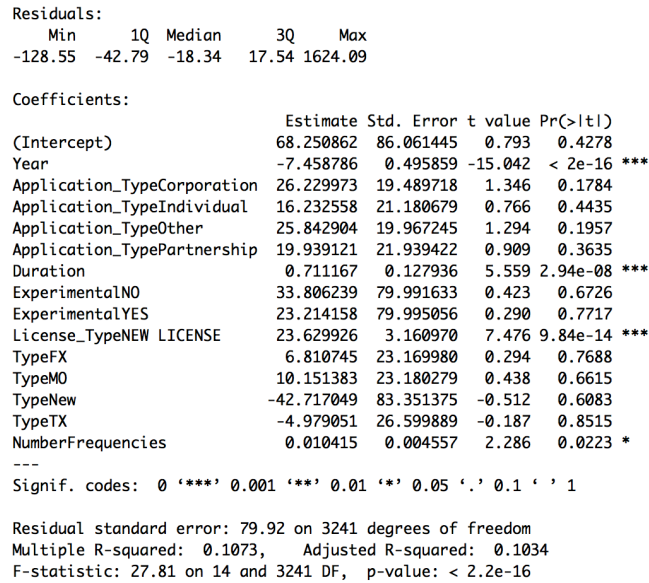 Residuals:
    Min      1Q  Median      3Q     Max
-128.55  -42.79  -18.34   17.54 1624.09

Coefficients:
                              Estimate Std. Error t value Pr(>|t|)
(Intercept)                  68.250862  86.061445   0.793   0.4278
Year                         -7.458786   0.495859 -15.042  < 2e-16 ***
Application_TypeCorporation  26.229973  19.489718   1.346   0.1784
Application_TypeIndividual   16.232558  21.180679   0.766   0.4435
Application_TypeOther        25.842904  19.967245   1.294   0.1957
Application_TypePartnership  19.939121  21.939422   0.909   0.3635
Duration                      0.711167   0.127936   5.559 2.94e-08 ***
ExperimentalNO               33.806239  79.991633   0.423   0.6726
ExperimentalYES              23.214158  79.995056   0.290   0.7717
License_TypeNEW LICENSE      23.629926   3.160970   7.476 9.84e-14 ***
TypeFX                        6.810745  23.169980   0.294   0.7688
TypeMO                       10.151383  23.180279   0.438   0.6615
TypeNew                     -42.717049  83.351375  -0.512   0.6083
TypeTX                       -4.979051  26.599889  -0.187   0.8515
NumberFrequencies             0.010415   0.004557   2.286   0.0223 *
---
Signif. codes:  0 ‘***’ 0.001 ‘**’ 0.01 ‘*’ 0.05 ‘.’ 0.1 ‘ ’ 1

Residual standard error: 79.92 on 3241 degrees of freedom
Multiple R-squared:  0.1073,	Adjusted R-squared:  0.1034
F-statistic: 27.81 on 14 and 3241 DF,  p-value: < 2.2e-16